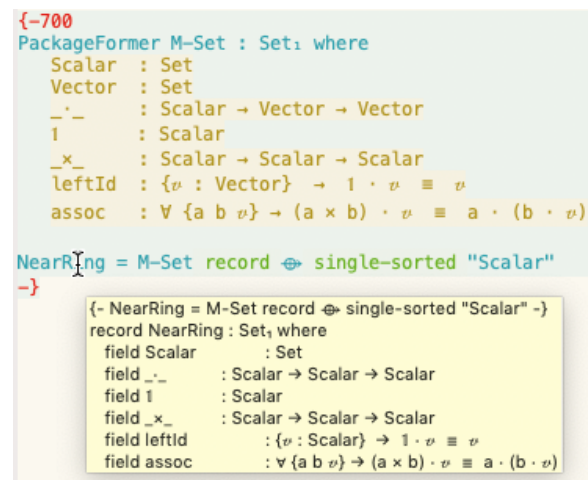 {-700
PackageFormer M-Set : Set₁ where
Scalar : Set
Vector : Set
_·_ : Scalar → Vector → Vector
𝟙 : Scalar
_×_ : Scalar → Scalar → Scalar
leftId : {𝓋 : Vector} → 𝟙 · 𝓋 ≡ 𝓋
assoc : ∀ {a b 𝓋} → (a × b) · 𝓋 ≡ a · (b · 𝓋)
NearRing = M-Set record ⟴ single-sorted "Scalar"
-}
{- NearRing = M-Set record ⟴ single-sorted "Scalar" -}
record NearRing : Set₁ where
field Scalar : Set
field _·_ : Scalar → Scalar → Scalar
field 𝟙 : Scalar
field _×_ : Scalar → Scalar → Scalar
field leftId : {𝓋 : Scalar} → 𝟙 · 𝓋 ≡ 𝓋
field assoc : ∀ {a b 𝓋} → (a × b) · 𝓋 ≡ a · (b · 𝓋)